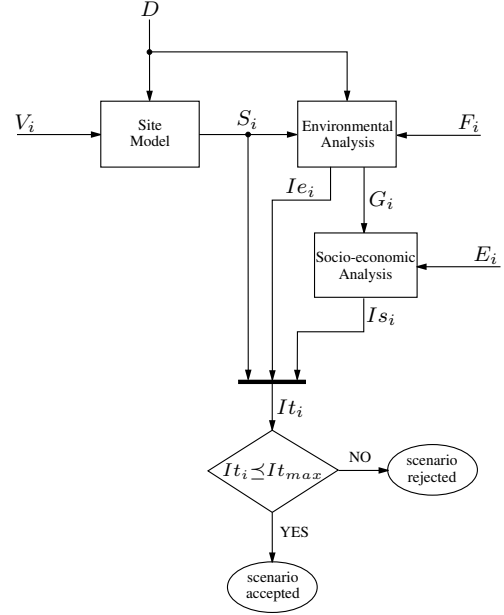 D
V_i
Site
Model
S_i
Environmental
Analysis
F_i
Ie_i
G_i
Socio-economic
Analysis
E_i
Is_i
It_i
It_i ⪯ It_max
NO
scenario
rejected
YES
scenario
accepted